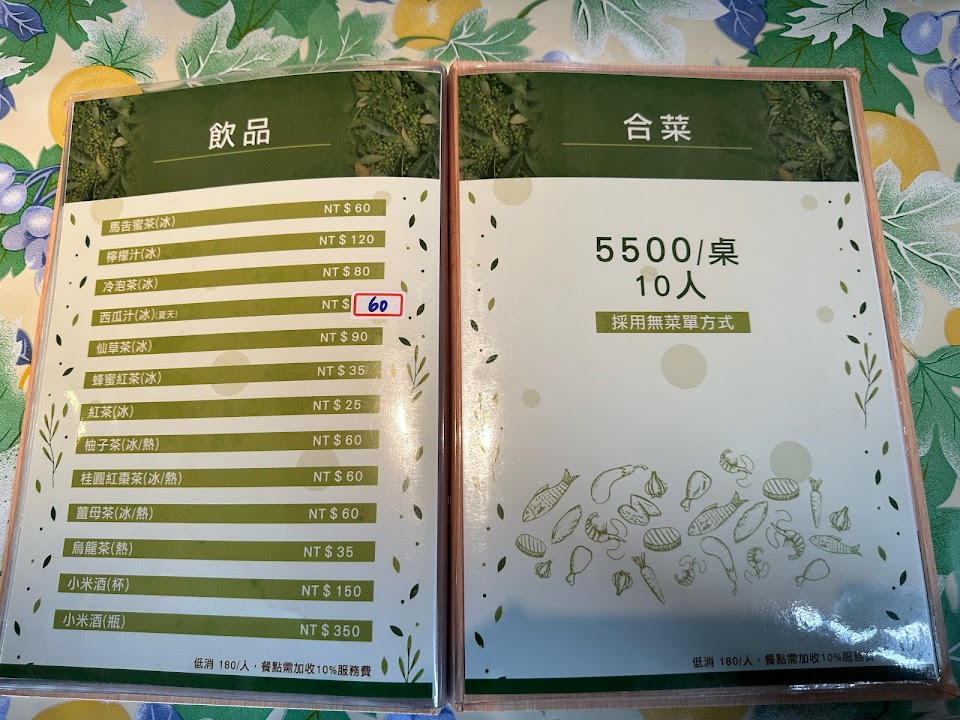 飲品
馬告蜜茶(冰) NT$60
檸檬汁(冰) NT$120
冷泡茶(冰) NT$80
西瓜汁(冰)(夏天) NT$ 60
仙草茶(冰) NT$90
蜂蜜紅茶(冰) NT$35
紅茶(冰) NT$25
柚子茶(冰/熱) NT$60
桂圓紅棗茶(冰/熱) NT$60
薑母茶(冰/熱) NT$60
烏龍茶(熱) NT$35
小米酒(杯) NT$150
小米酒(瓶) NT$350
低消 180/人，餐點需加收10%服務費
合菜
5500/桌
10人
採用無菜單方式
低消 180/人，餐點需加收10%服務費